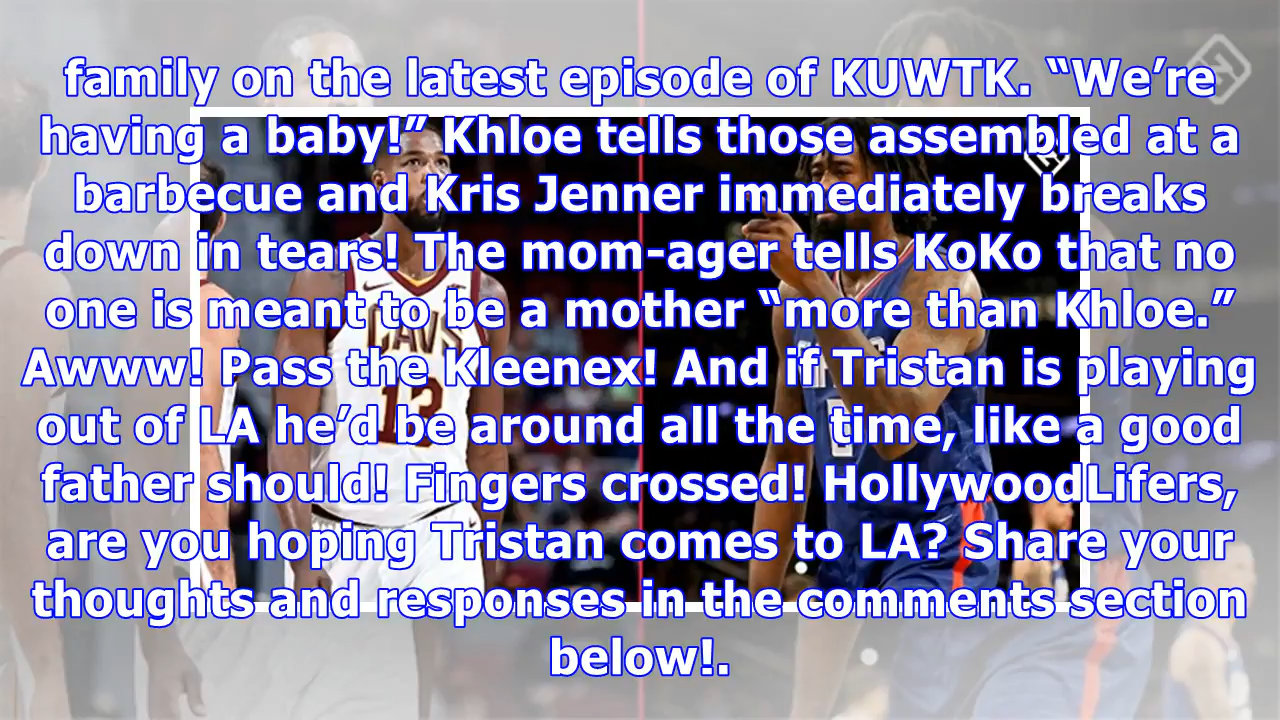 family on the latest episode of KUWTK. “We’re
having a baby!” Khloe tells those assembled at a
barbecue and Kris Jenner immediately breaks
down in tears! The mom-ager tells KoKo that no
one is meant to be a mother “more than Khloe.”
Awww! Pass the Kleenex! And if Tristan is playing
out of LA he’d be around all the time, like a good
father should! Fingers crossed! HollywoodLifers,
are you hoping Tristan comes to LA? Share your
thoughts and responses in the comments section
below!.
CAVS
13